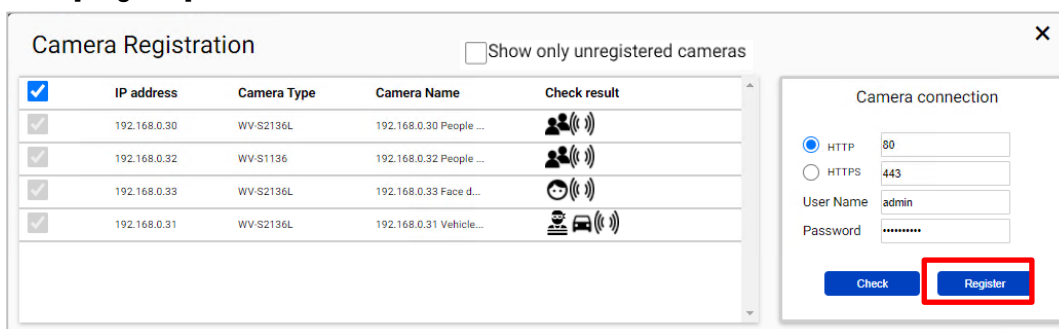 Camera Registration
Show only unregistered cameras
IP address Camera Type Camera Name Check result
192.168.0.30 WV-S2136L 192.168.0.30 People ...
192.168.0.32 WV-S1136 192.168.0.32 People ...
192.168.0.33 WV-S2136L 192.168.0.33 Face d...
192.168.0.31 WV-S2136L 192.168.0.31 Vehicle...
Camera connection
HTTP 80
HTTPS 443
User Name admin
Password ••••••••••
Check Register